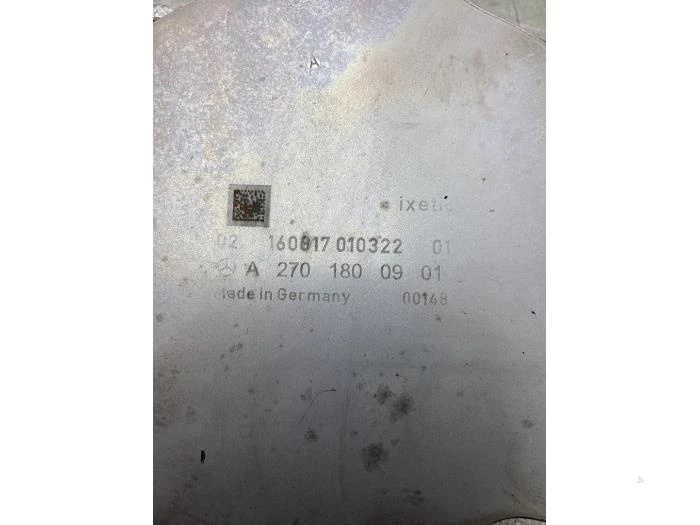 ixetic
02 160817 010322 01
A 270 180 09 01
Made in Germany 00148